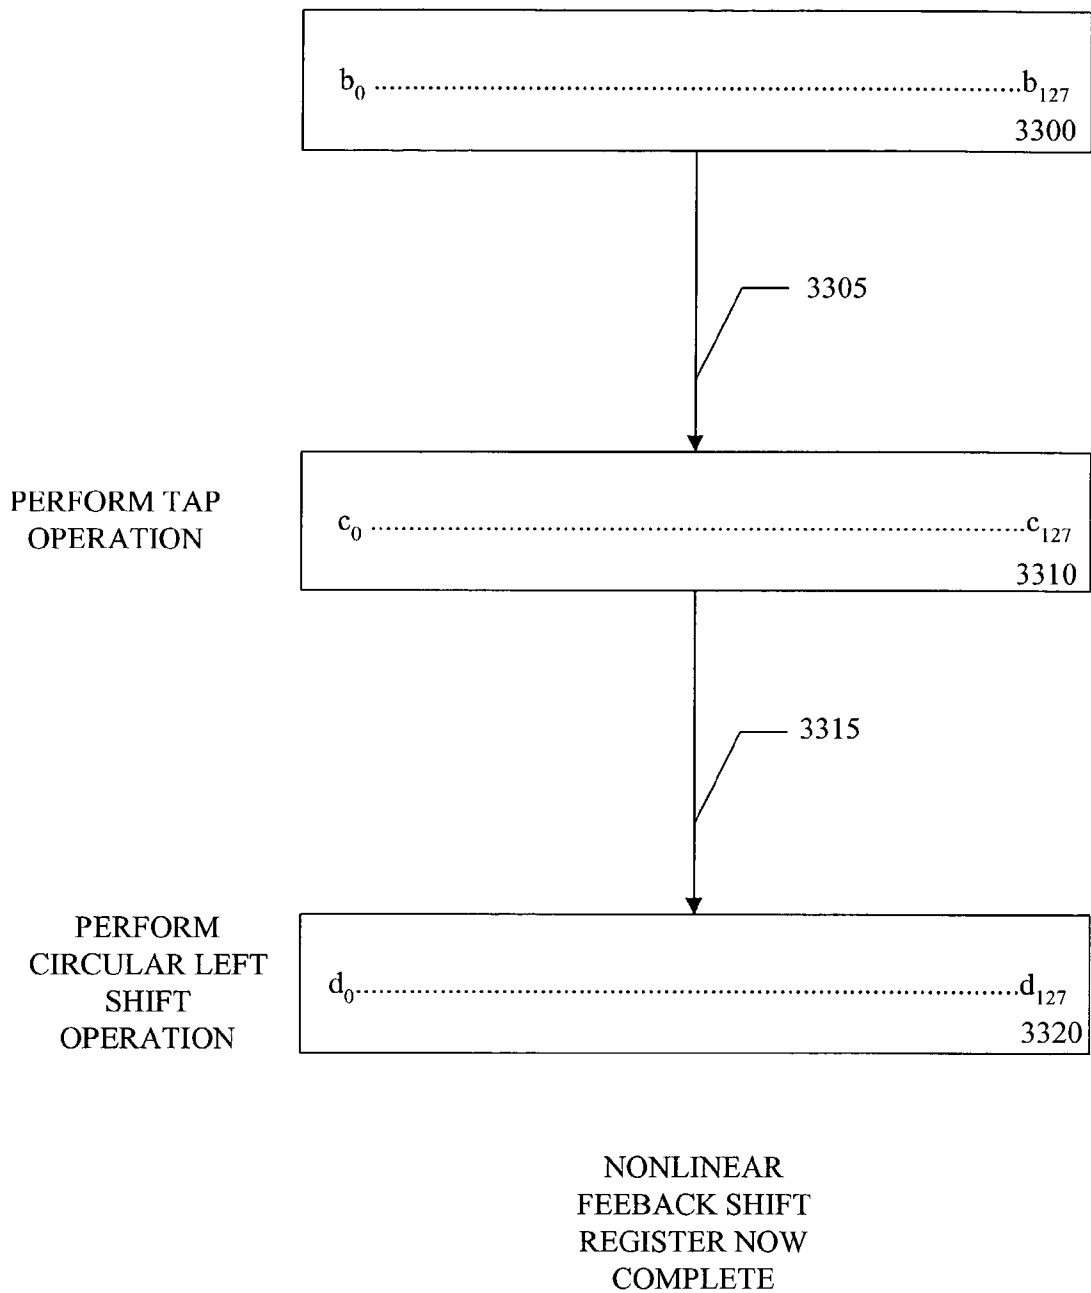 b0 ........ b127
3300
3305
PERFORM TAP
OPERATION
c0 ........ c127
3310
3315
PERFORM
CIRCULAR LEFT
SHIFT
OPERATION
d0 ........ d127
3320
NONLINEAR
FEEBACK SHIFT
REGISTER NOW
COMPLETE